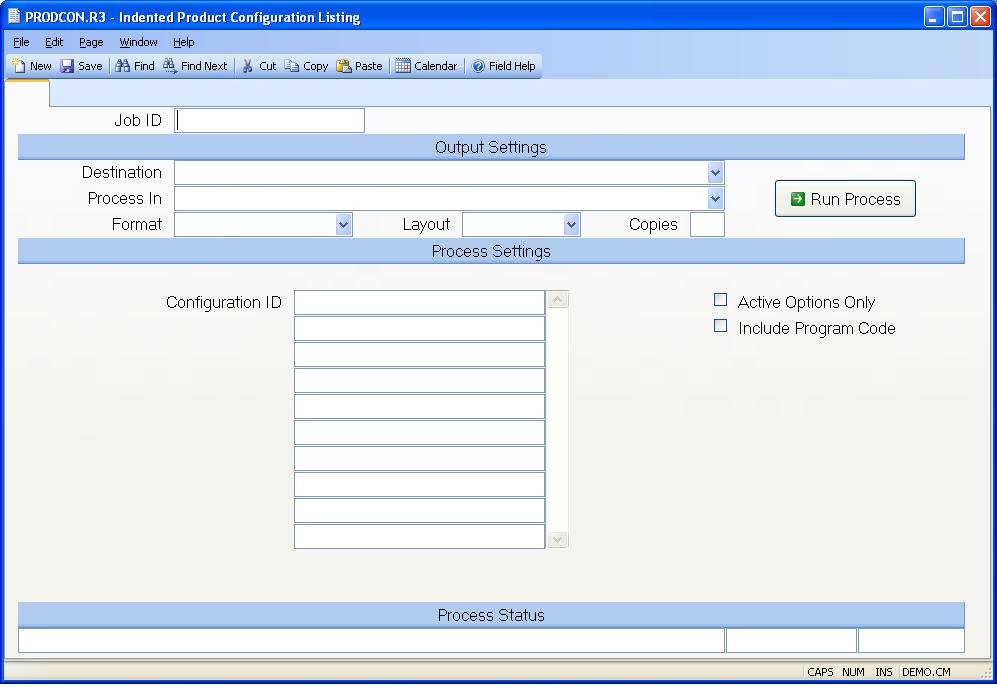 PRODCON.R3 - Indented Product Configuration Listing
File Edit Page Window Help
New Save Find Find Next Cut Copy Paste Calendar Field Help
Job ID
Output Settings
Destination
Process In
Run Process
Format Layout Copies
Process Settings
Configuration ID
Active Options Only
Include Program Code
Process Status
CAPS NUM INS DEMO.CM